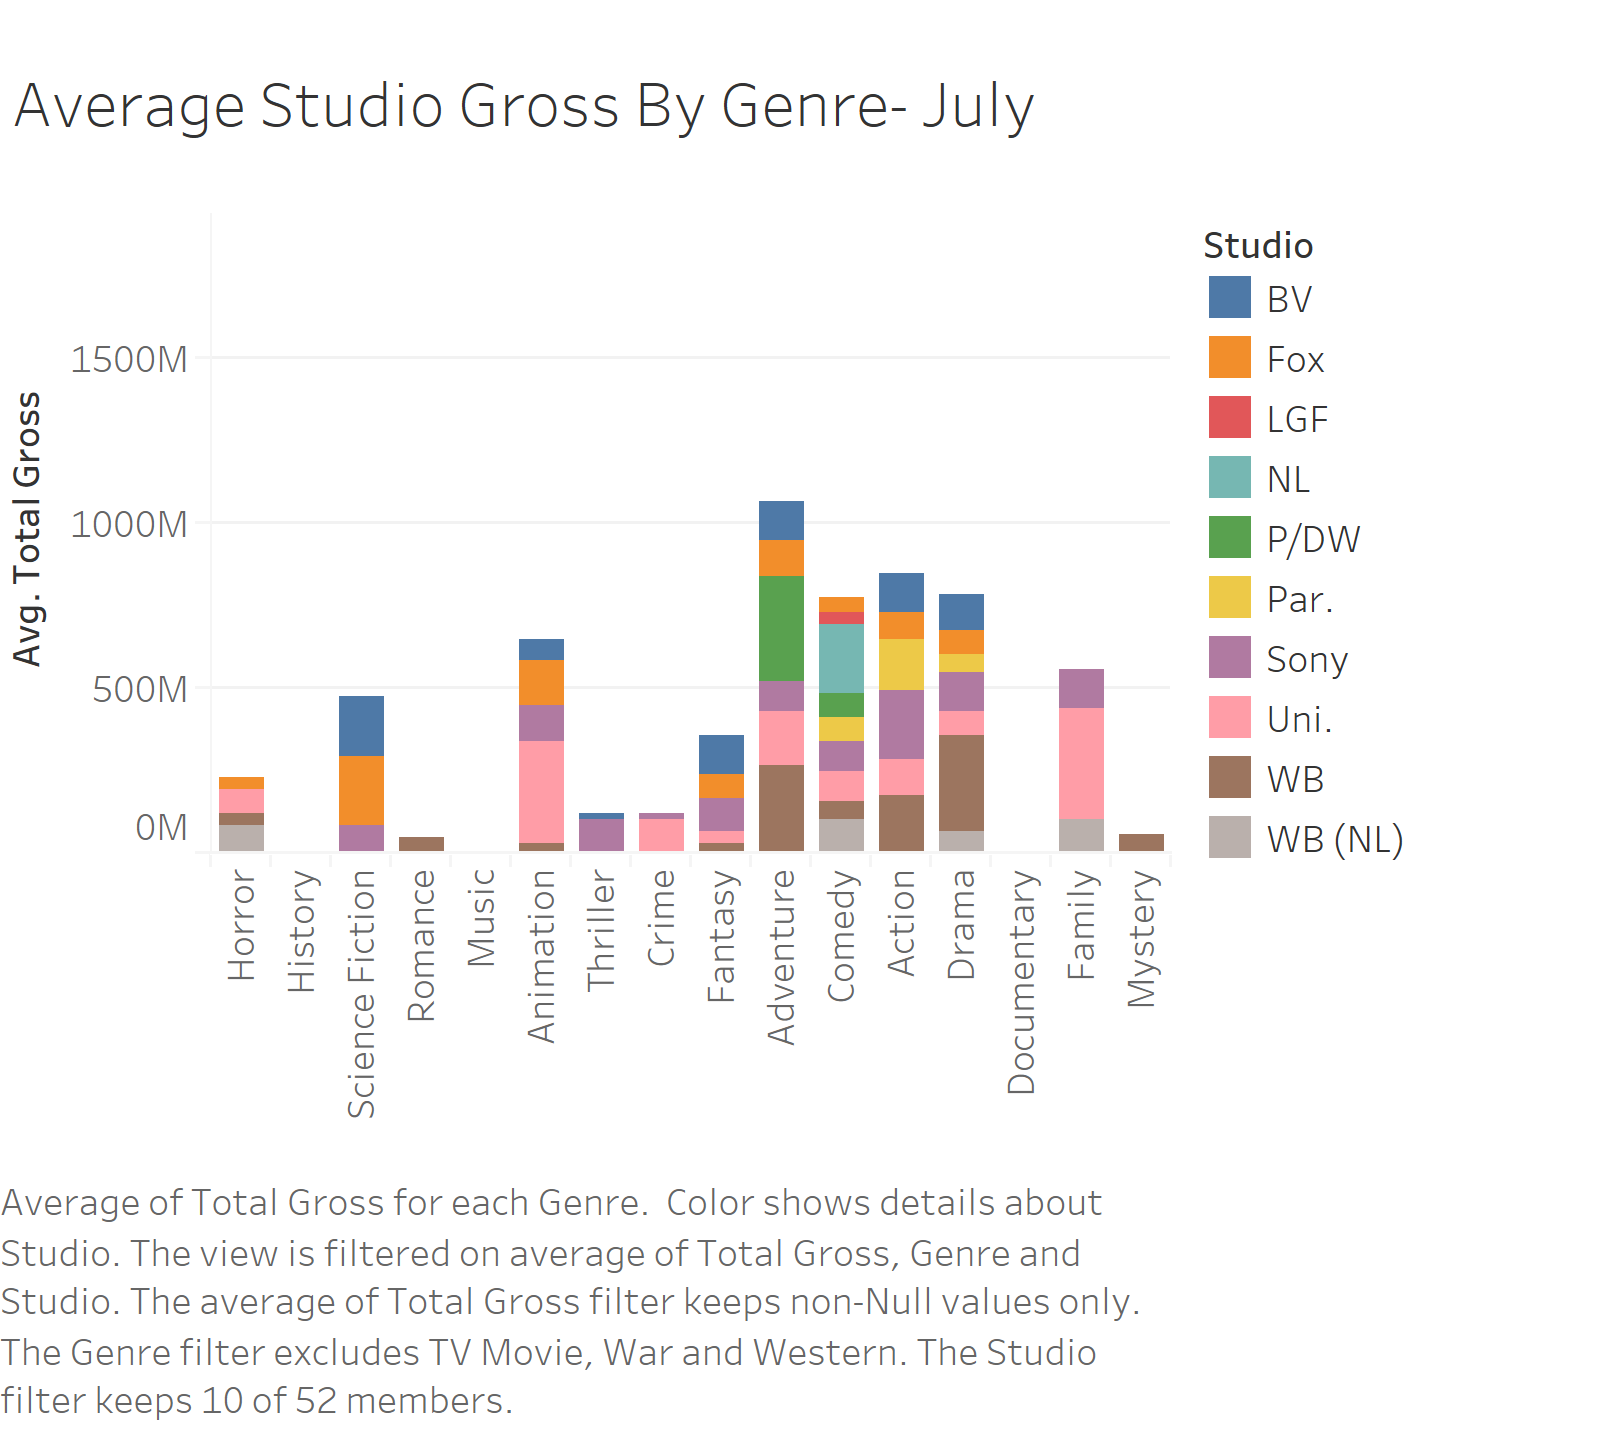 Average Studio Gross By Genre- July
Avg. Total Gross
1500M
1000M
500M
0M
Horror
History
Science Fiction
Romance
Music
Animation
Thriller
Crime
Fantasy
Adventure
Comedy
Action
Drama
Documentary
Family
Mystery
Studio
BV
Fox
LGF
NL
P/DW
Par.
Sony
Uni.
WB
WB (NL)
Average of Total Gross for each Genre.  Color shows details about
Studio. The view is filtered on average of Total Gross, Genre and
Studio. The average of Total Gross filter keeps non-Null values only.
The Genre filter excludes TV Movie, War and Western. The Studio
filter keeps 10 of 52 members.